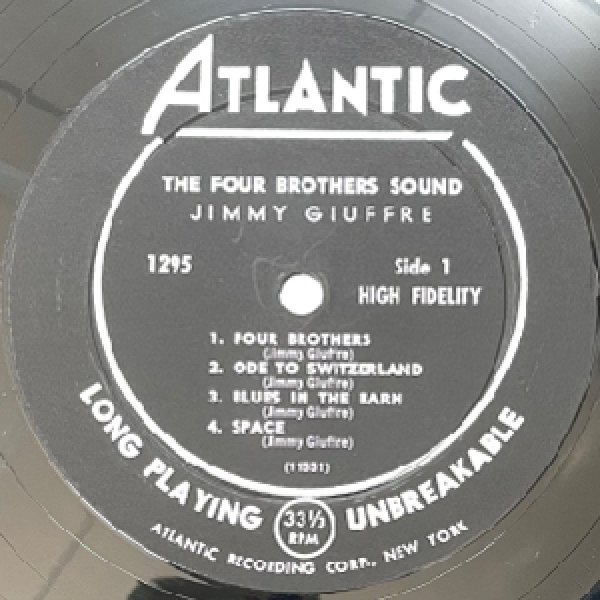 ATLANTIC
THE FOUR BROTHERS SOUND
JIMMY GIUFFRE
1295
Side 1
HIGH FIDELITY
1. FOUR BROTHERS
(Jimmy Giuffre)
2. ODE TO SWITZERLAND
(Jimmy Giuffre)
3. BLUES IN THE BARN
(Jimmy Giuffre)
4. SPACE
(Jimmy Giuffre)
LONG PLAYING 33⅓ RPM UNBREAKABLE
ATLANTIC RECORDING CORP., NEW YORK